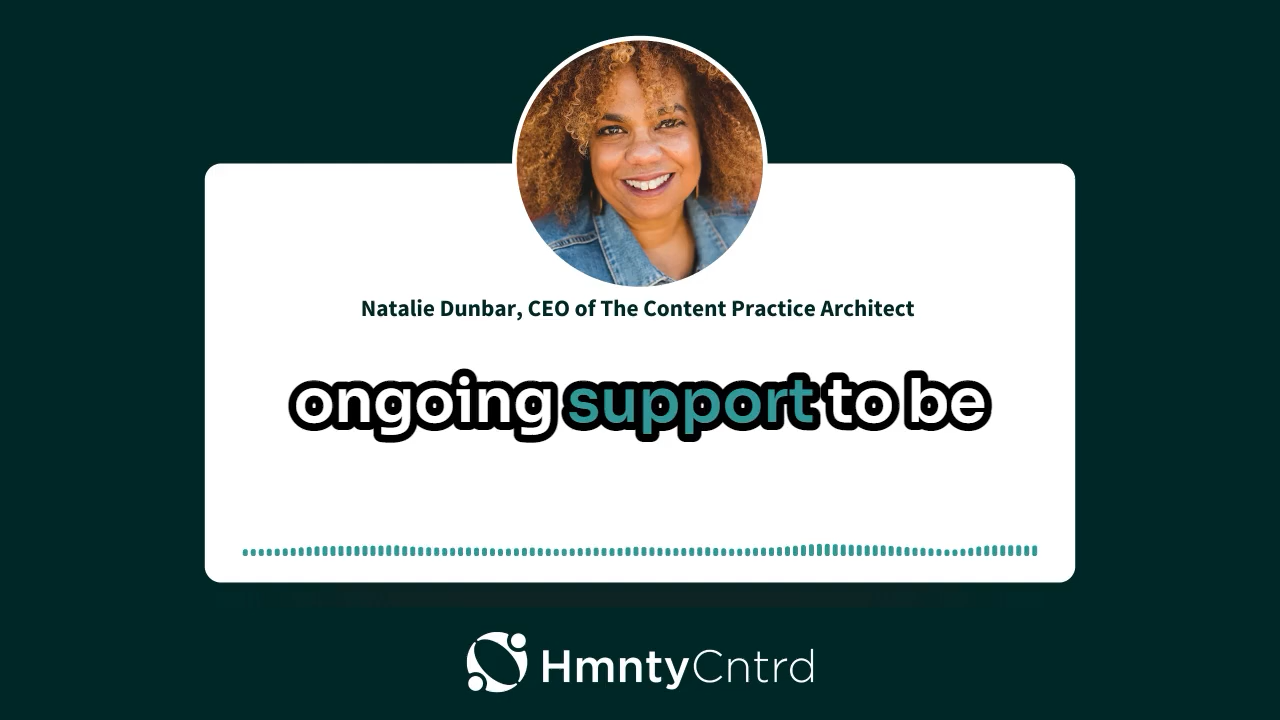 Natalie Dunbar, CEO of The Content Practice Architect
ongoing support to be
HmntyCntrd